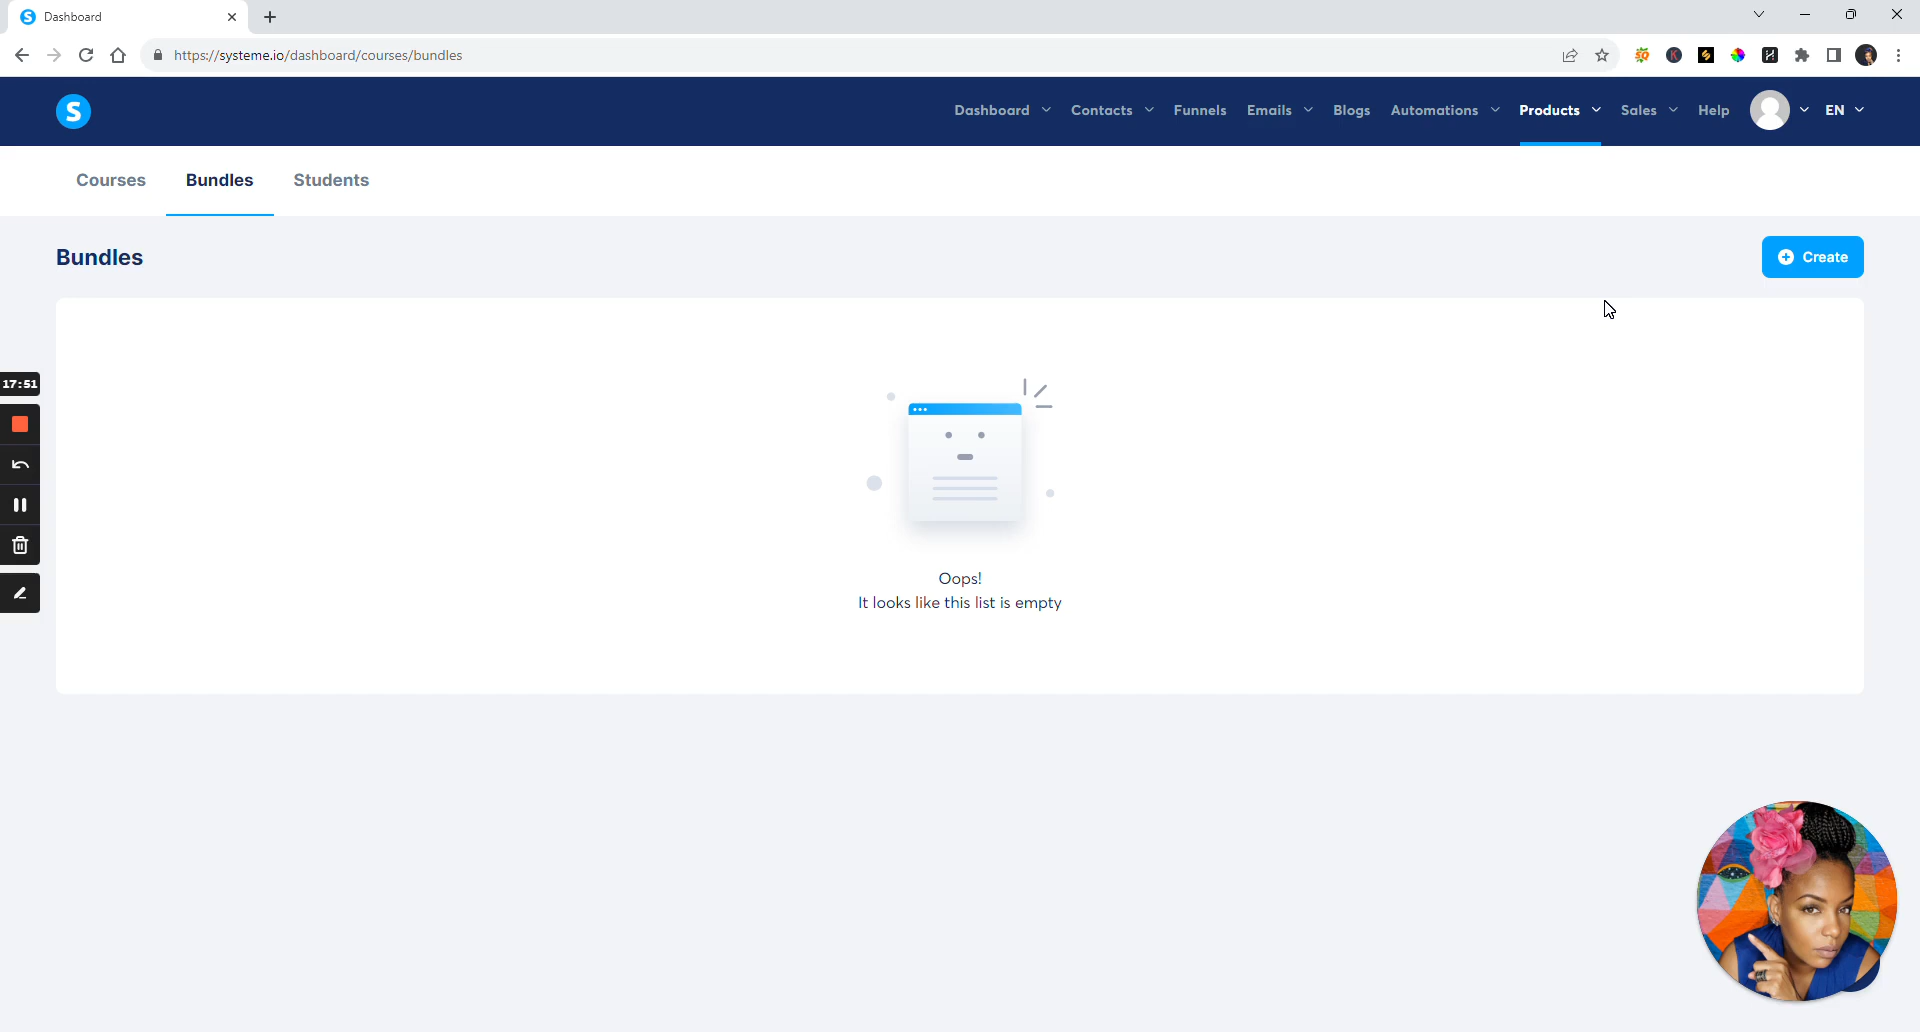 Dashboard
https://systeme.io/dashboard/courses/bundles
S
Dashboard Contacts Funnels Emails Blogs Automations Products Sales Help EN
Courses Bundles Students
Bundles
Create
17:51
Oops!
It looks like this list is empty